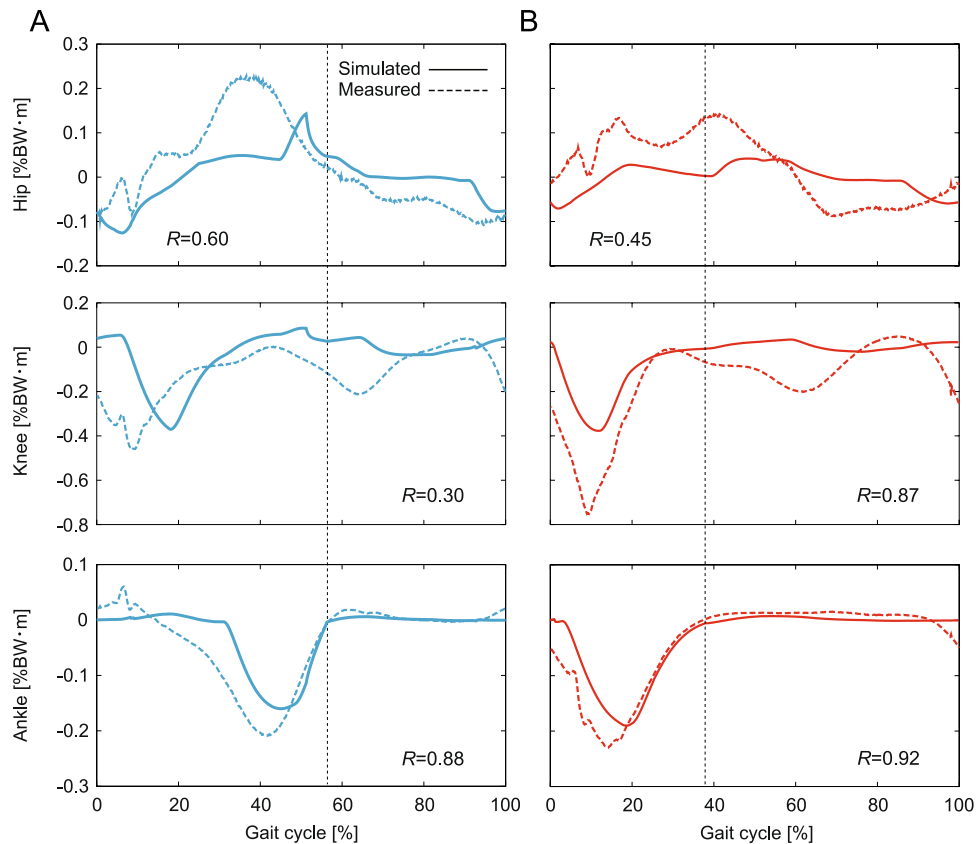 A
B
Hip [%BW·m]
0.3
0.2
0.1
0
-0.1
-0.2
Simulated
Measured
R=0.60
R=0.45
Knee [%BW·m]
0.2
0
-0.2
-0.4
-0.6
-0.8
R=0.30
R=0.87
Ankle [%BW·m]
0.1
0
-0.1
-0.2
-0.3
R=0.88
R=0.92
0 20 40 60 80 100
0 20 40 60 80 100
Gait cycle [%]
Gait cycle [%]